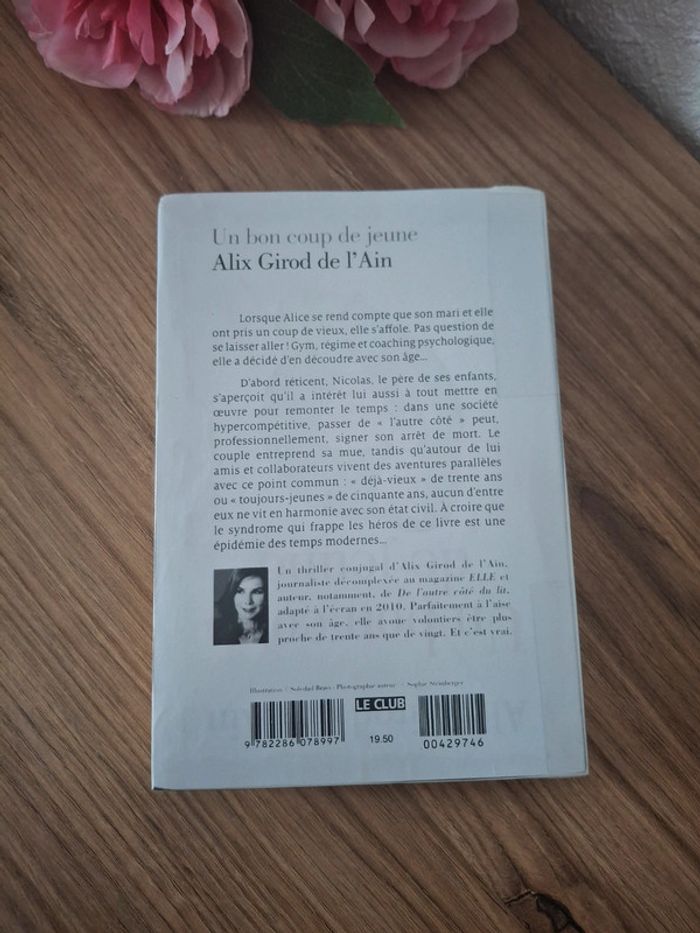 Un bon coup de jeune
Alix Girod de l'Ain
Lorsque Alice se rend compte que son mari et elle
ont pris un coup de vieux, elle s'affole. Pas question de
se laisser aller ! Gym, régime et coaching psychologique,
elle a décidé d'en découdre avec son âge...
D'abord réticent, Nicolas, le père de ses enfants,
s'aperçoit qu'il a intérêt lui aussi à tout mettre en
œuvre pour remonter le temps : dans une société
hypercompétitive, passer de « l'autre côté » peut,
professionnellement, signer son arrêt de mort. Le
couple entreprend sa mue, tandis qu'autour de lui
amis et collaborateurs vivent des aventures parallèles
avec ce point commun : « déjà-vieux » de trente ans
ou « toujours-jeunes » de cinquante ans, aucun d'entre
eux ne vit en harmonie avec son état civil. À croire que
le syndrome qui frappe les héros de ce livre est une
épidémie des temps modernes...
Un thriller conjugal d'Alix Girod de l'Ain,
journaliste décomplexée au magazine ELLE et
auteur, notamment, de De l'autre côté du lit,
adapté à l'écran en 2010. Parfaitement à l'aise
avec son âge, elle avoue volontiers être plus
proche de trente ans que de vingt. Et c'est vrai.
Illustration : Soledad Bravi - Photographie auteur : Sophie Steinberger
LE CLUB
9 782286 078997
19.50
00429746